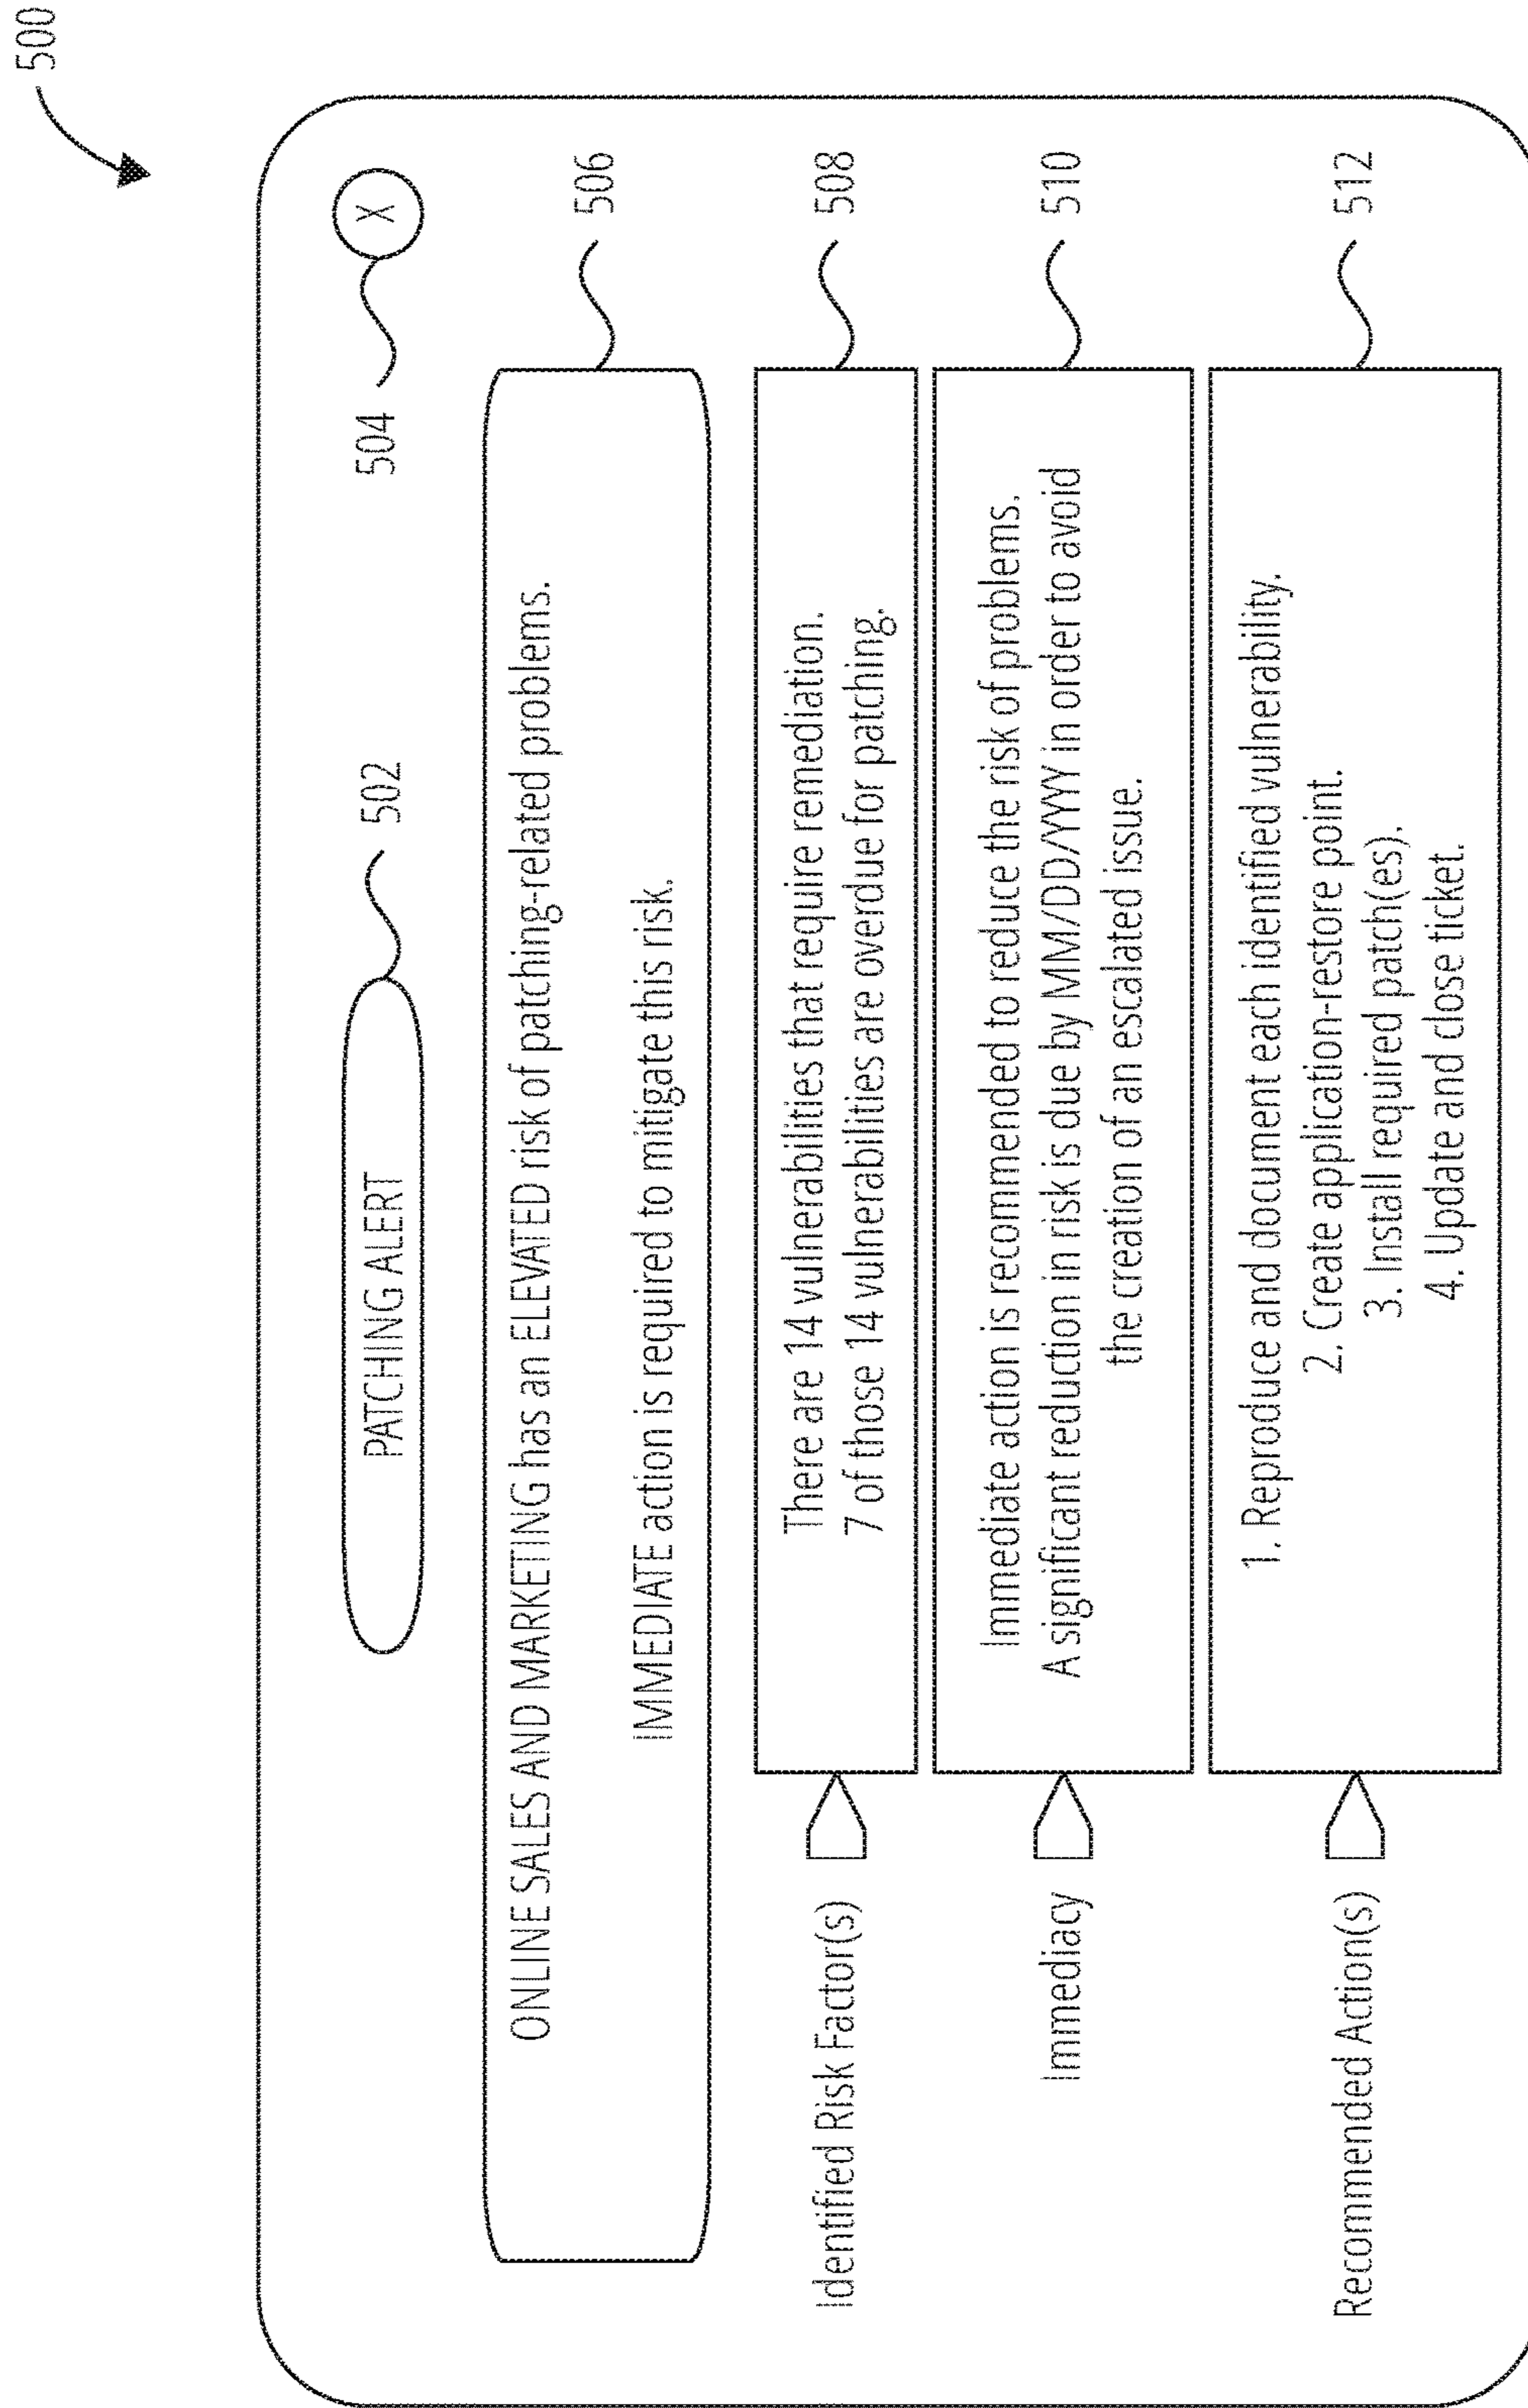 500
PATCHING ALERT
502
504
X
ONLINE SALES AND MARKETING has an ELEVATED risk of patching-related problems.
IMMEDIATE action is required to mitigate this risk.
506
Identified Risk Factor(s)
There are 14 vulnerabilities that require remediation.
7 of those 14 vulnerabilities are overdue for patching.
508
Immediacy
Immediate action is recommended to reduce the risk of problems.
A significant reduction in risk is due by MM/DD/YYYY in order to avoid
the creation of an escalated issue.
510
Recommended Action(s)
1. Reproduce and document each identified vulnerability.
2. Create application-restore point.
3. Install required patch(es).
4. Update and close ticket.
512